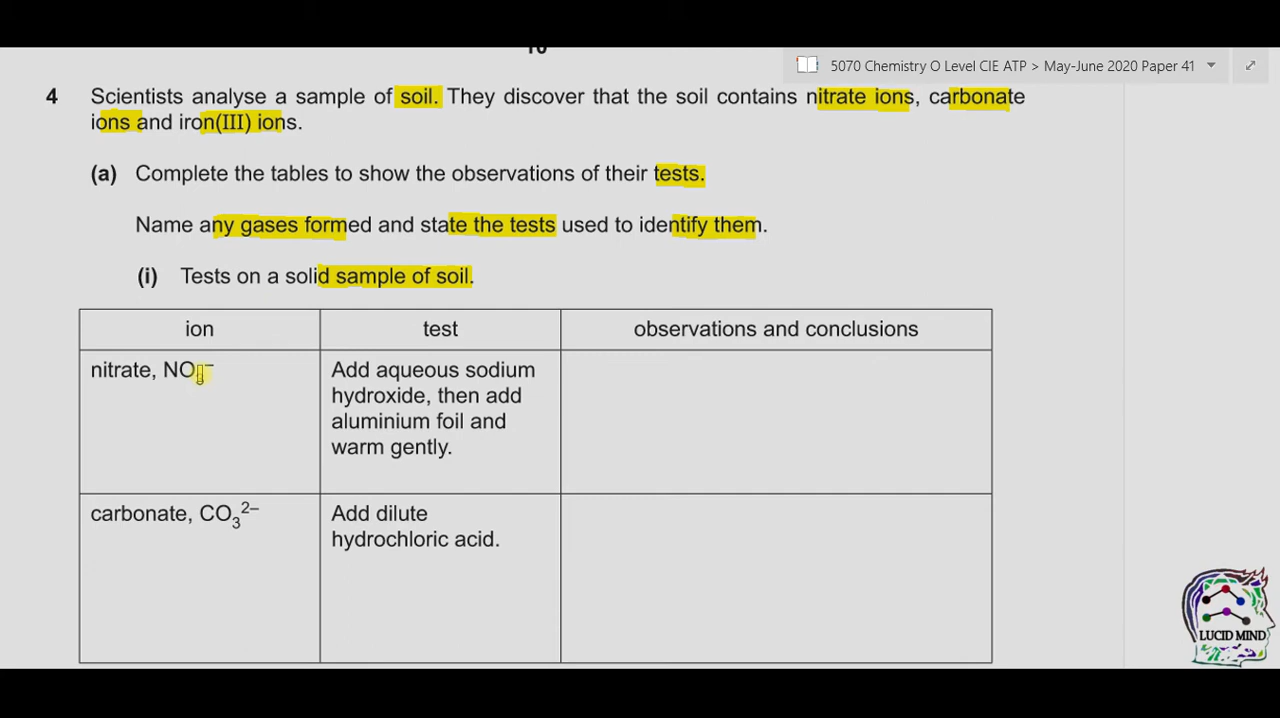 10
5070 Chemistry O Level CIE ATP > May-June 2020 Paper 41
4 Scientists analyse a sample of soil. They discover that the soil contains nitrate ions, carbonate
ions and iron(III) ions.
(a) Complete the tables to show the observations of their tests.
Name any gases formed and state the tests used to identify them.
(i) Tests on a solid sample of soil.
ion test observations and conclusions
nitrate, NO₃⁻ Add aqueous sodium
hydroxide, then add
aluminium foil and
warm gently.
carbonate, CO₃²⁻ Add dilute
hydrochloric acid.
LUCID MIND